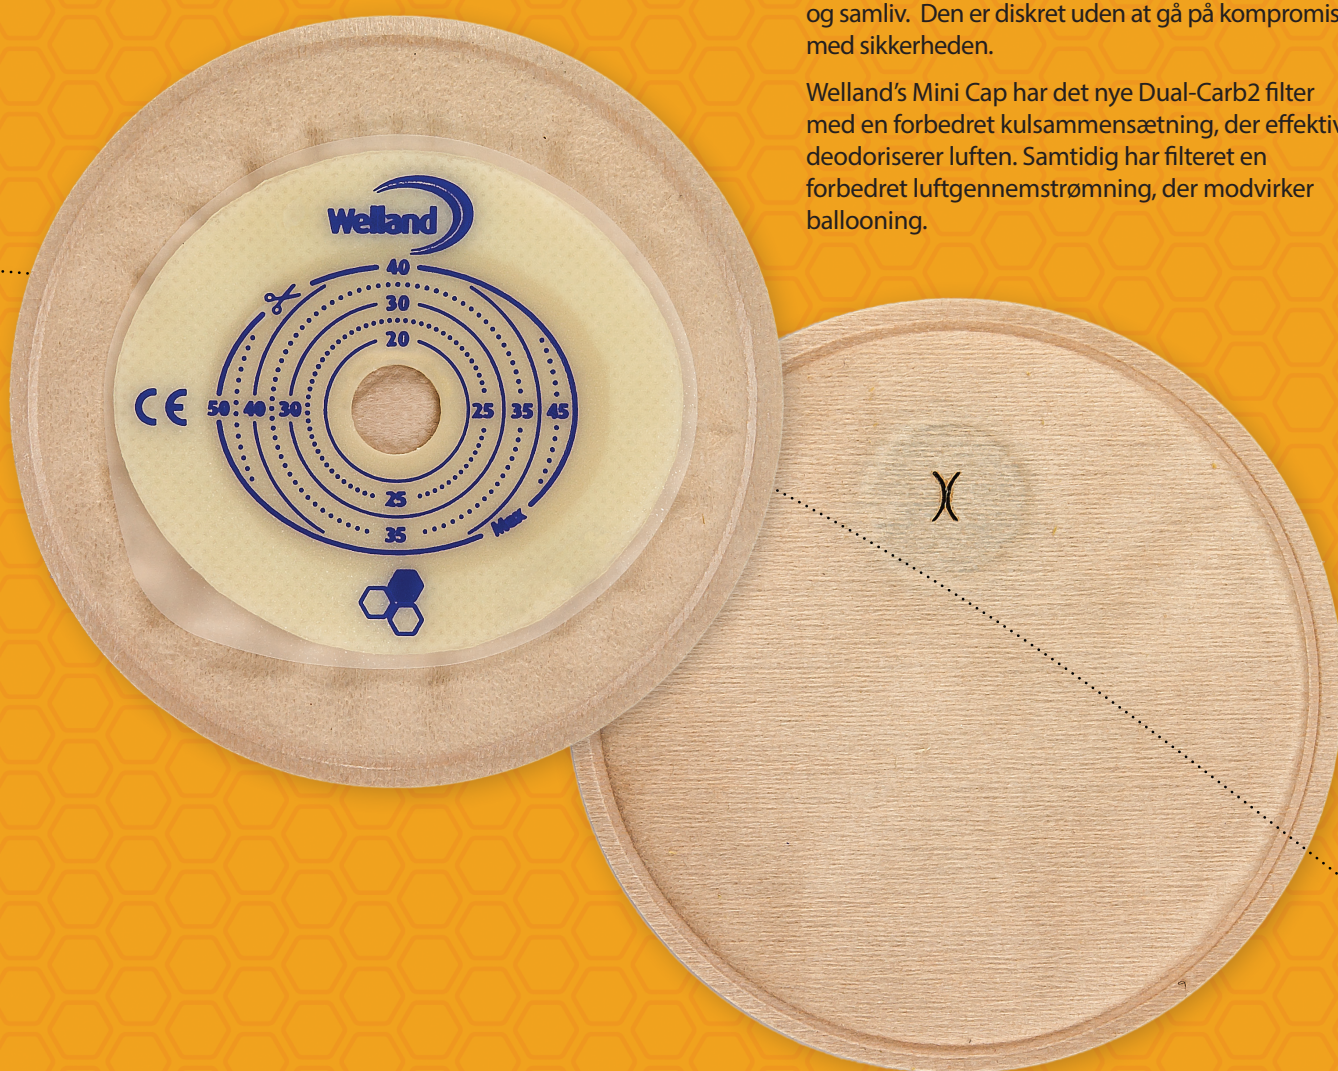 og samliv. Den er diskret uden at gå på kompromis
med sikkerheden.
Welland's Mini Cap har det nye Dual-Carb2 filter
med en forbedret kulsammensætning, der effektiv
deodoriserer luften. Samtidig har filteret en
forbedret luftgennemstrømning, der modvirker
ballooning.
Welland
40
30
20
CE 50 40 30 25 35 45
25
35
Max